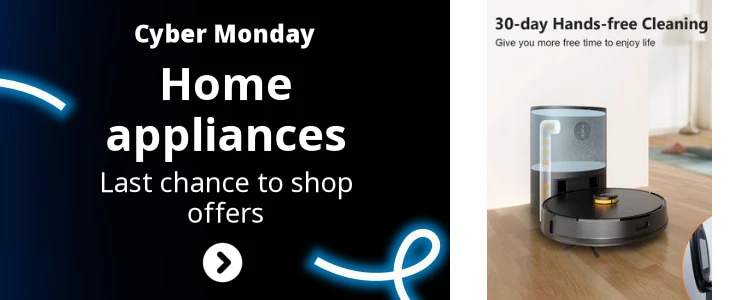 Cyber Monday
Home
appliances
Last chance to shop
offers
30-day Hands-free Cleaning
Give you more free time to enjoy life